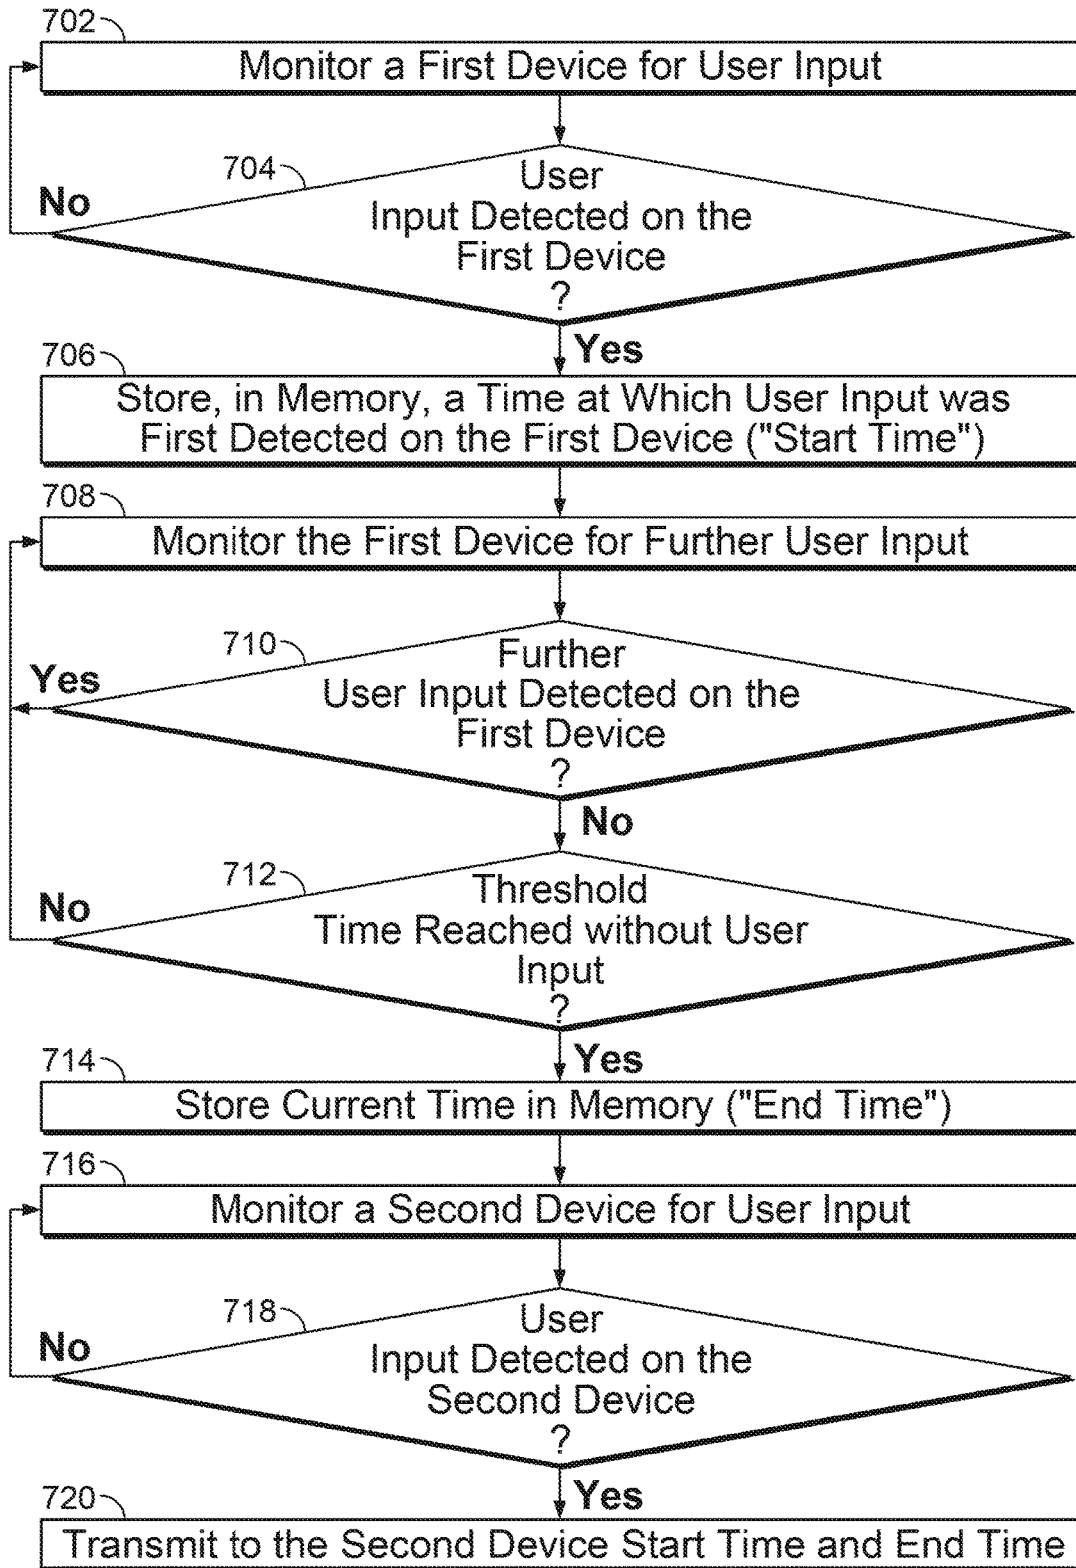 702
Monitor a First Device for User Input
704
User
Input Detected on the
First Device
?
No
Yes
706
Store, in Memory, a Time at Which User Input was
First Detected on the First Device ("Start Time")
708
Monitor the First Device for Further User Input
710
Further
User Input Detected on the
First Device
?
Yes
No
712
Threshold
Time Reached without User
Input
?
No
Yes
714
Store Current Time in Memory ("End Time")
716
Monitor a Second Device for User Input
718
User
Input Detected on the
Second Device
?
No
Yes
720
Transmit to the Second Device Start Time and End Time